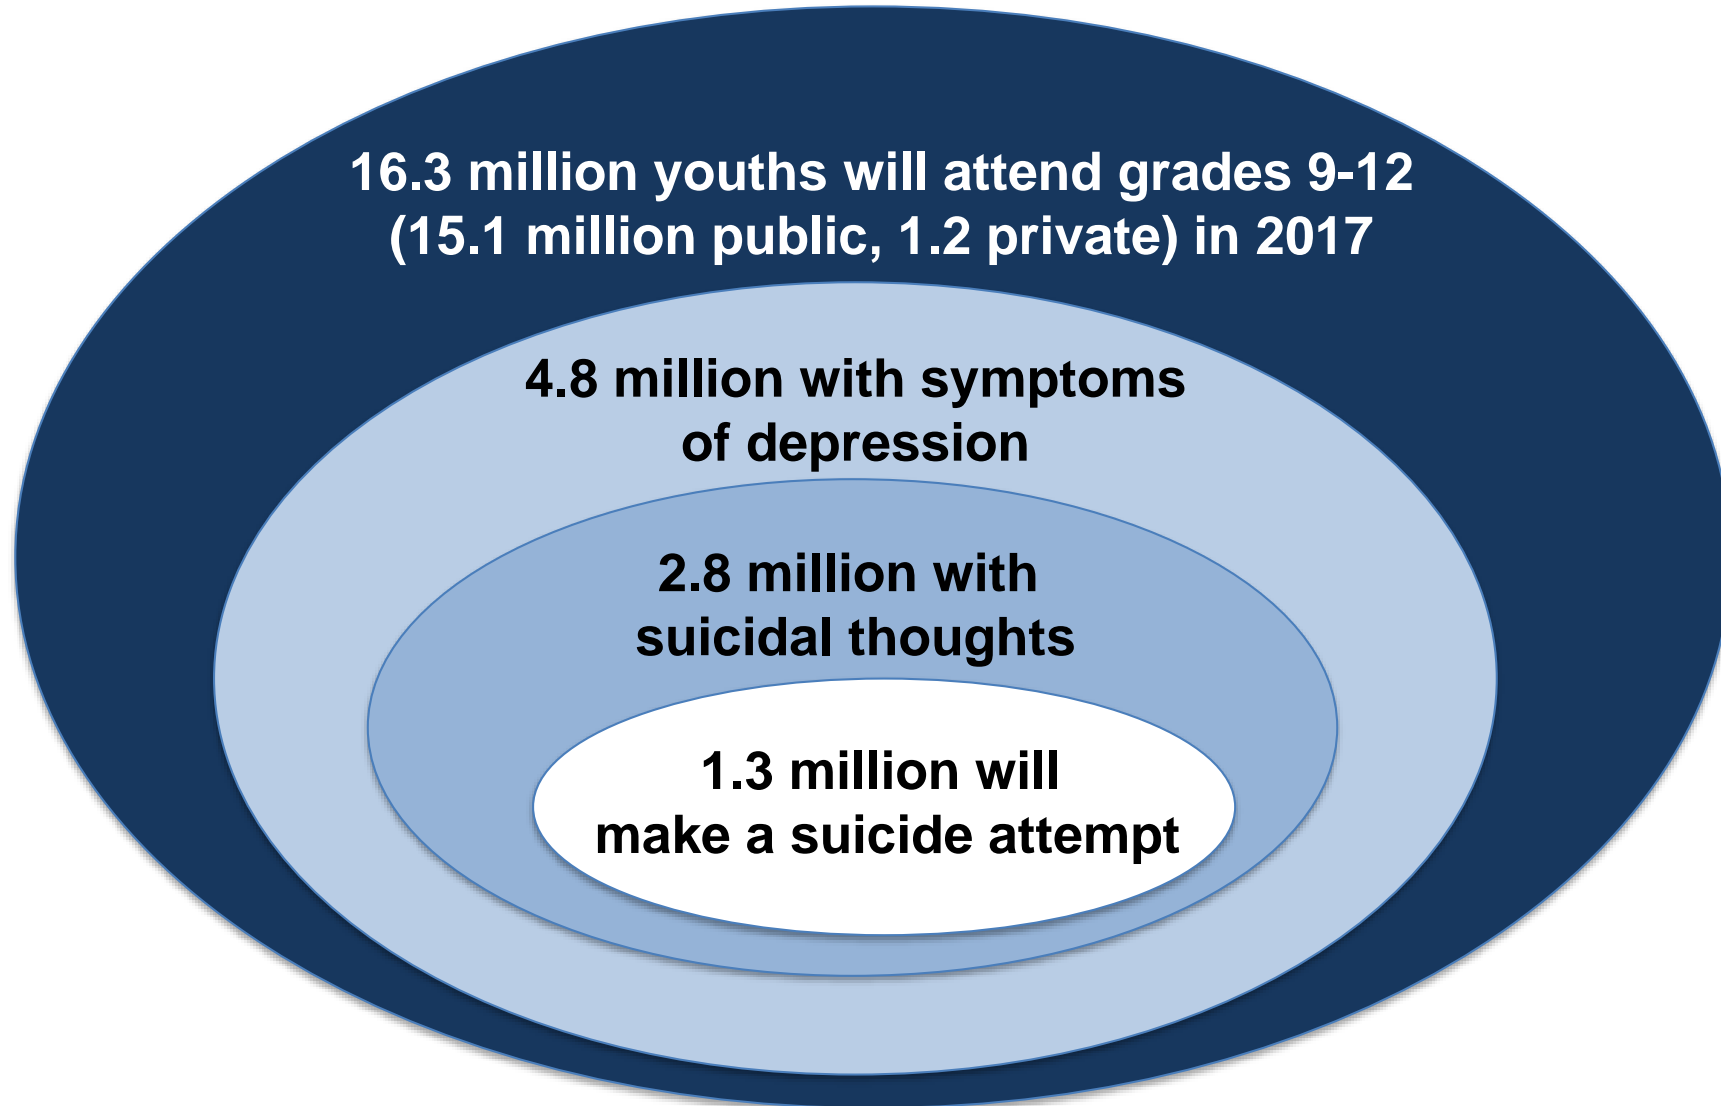 16.3 million youths will attend grades 9-12
(15.1 million public, 1.2 private) in 2017
4.8 million with symptoms
of depression
2.8 million with
suicidal thoughts
1.3 million will
make a suicide attempt